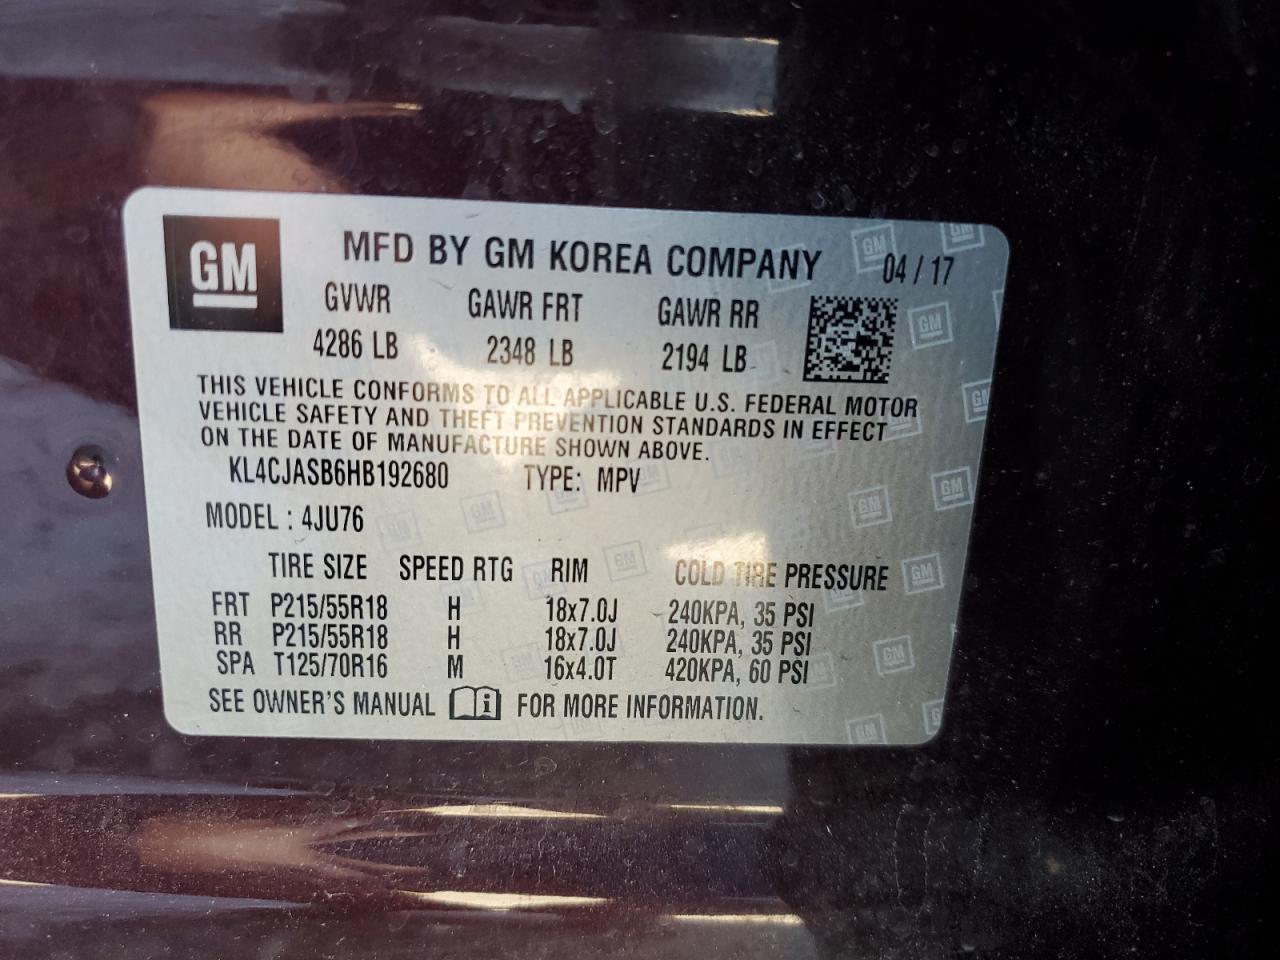 GM
MFD BY GM KOREA COMPANY 04 / 17
GVWR GAWR FRT GAWR RR
4286 LB 2348 LB 2194 LB
THIS VEHICLE CONFORMS TO ALL APPLICABLE U.S. FEDERAL MOTOR
VEHICLE SAFETY AND THEFT PREVENTION STANDARDS IN EFFECT
ON THE DATE OF MANUFACTURE SHOWN ABOVE.
KL4CJASB6HB192680 TYPE: MPV
MODEL : 4JU76
TIRE SIZE SPEED RTG RIM COLD TIRE PRESSURE
FRT P215/55R18 H 18x7.0J 240KPA, 35 PSI
RR P215/55R18 H 18x7.0J 240KPA, 35 PSI
SPA T125/70R16 M 16x4.0T 420KPA, 60 PSI
SEE OWNER'S MANUAL i FOR MORE INFORMATION.